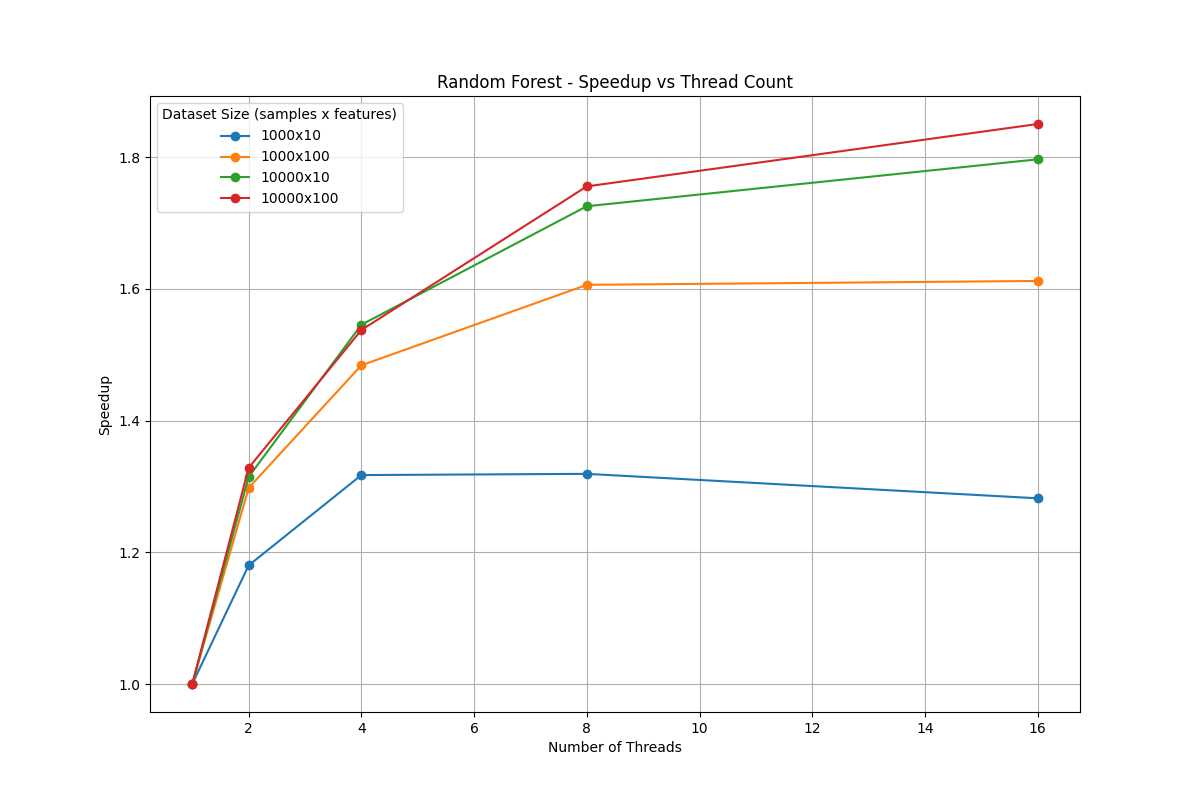 Random Forest - Speedup vs Thread Count
Dataset Size (samples x features)
1000x10
1000x100
10000x10
10000x100
Speedup
1.8
1.6
1.4
1.2
1.0
2 4 6 8 10 12 14 16
Number of Threads